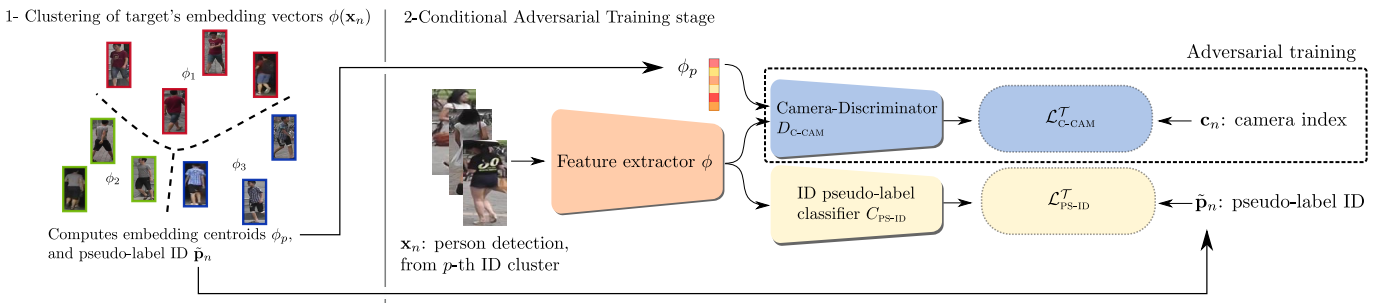 1- Clustering of target's embedding vectors ϕ(x_n)
2-Conditional Adversarial Training stage
Adversarial training
ϕ_1
ϕ_2
ϕ_3
Computes embedding centroids ϕ_p,
and pseudo-label ID p̃_n
x_n: person detection,
from p-th ID cluster
Feature extractor ϕ
ϕ_p
Camera-Discriminator
D_C-CAM
ℒ^𝒯_C-CAM
c_n: camera index
ID pseudo-label
classifier C_PS-ID
ℒ^𝒯_PS-ID
p̃_n: pseudo-label ID